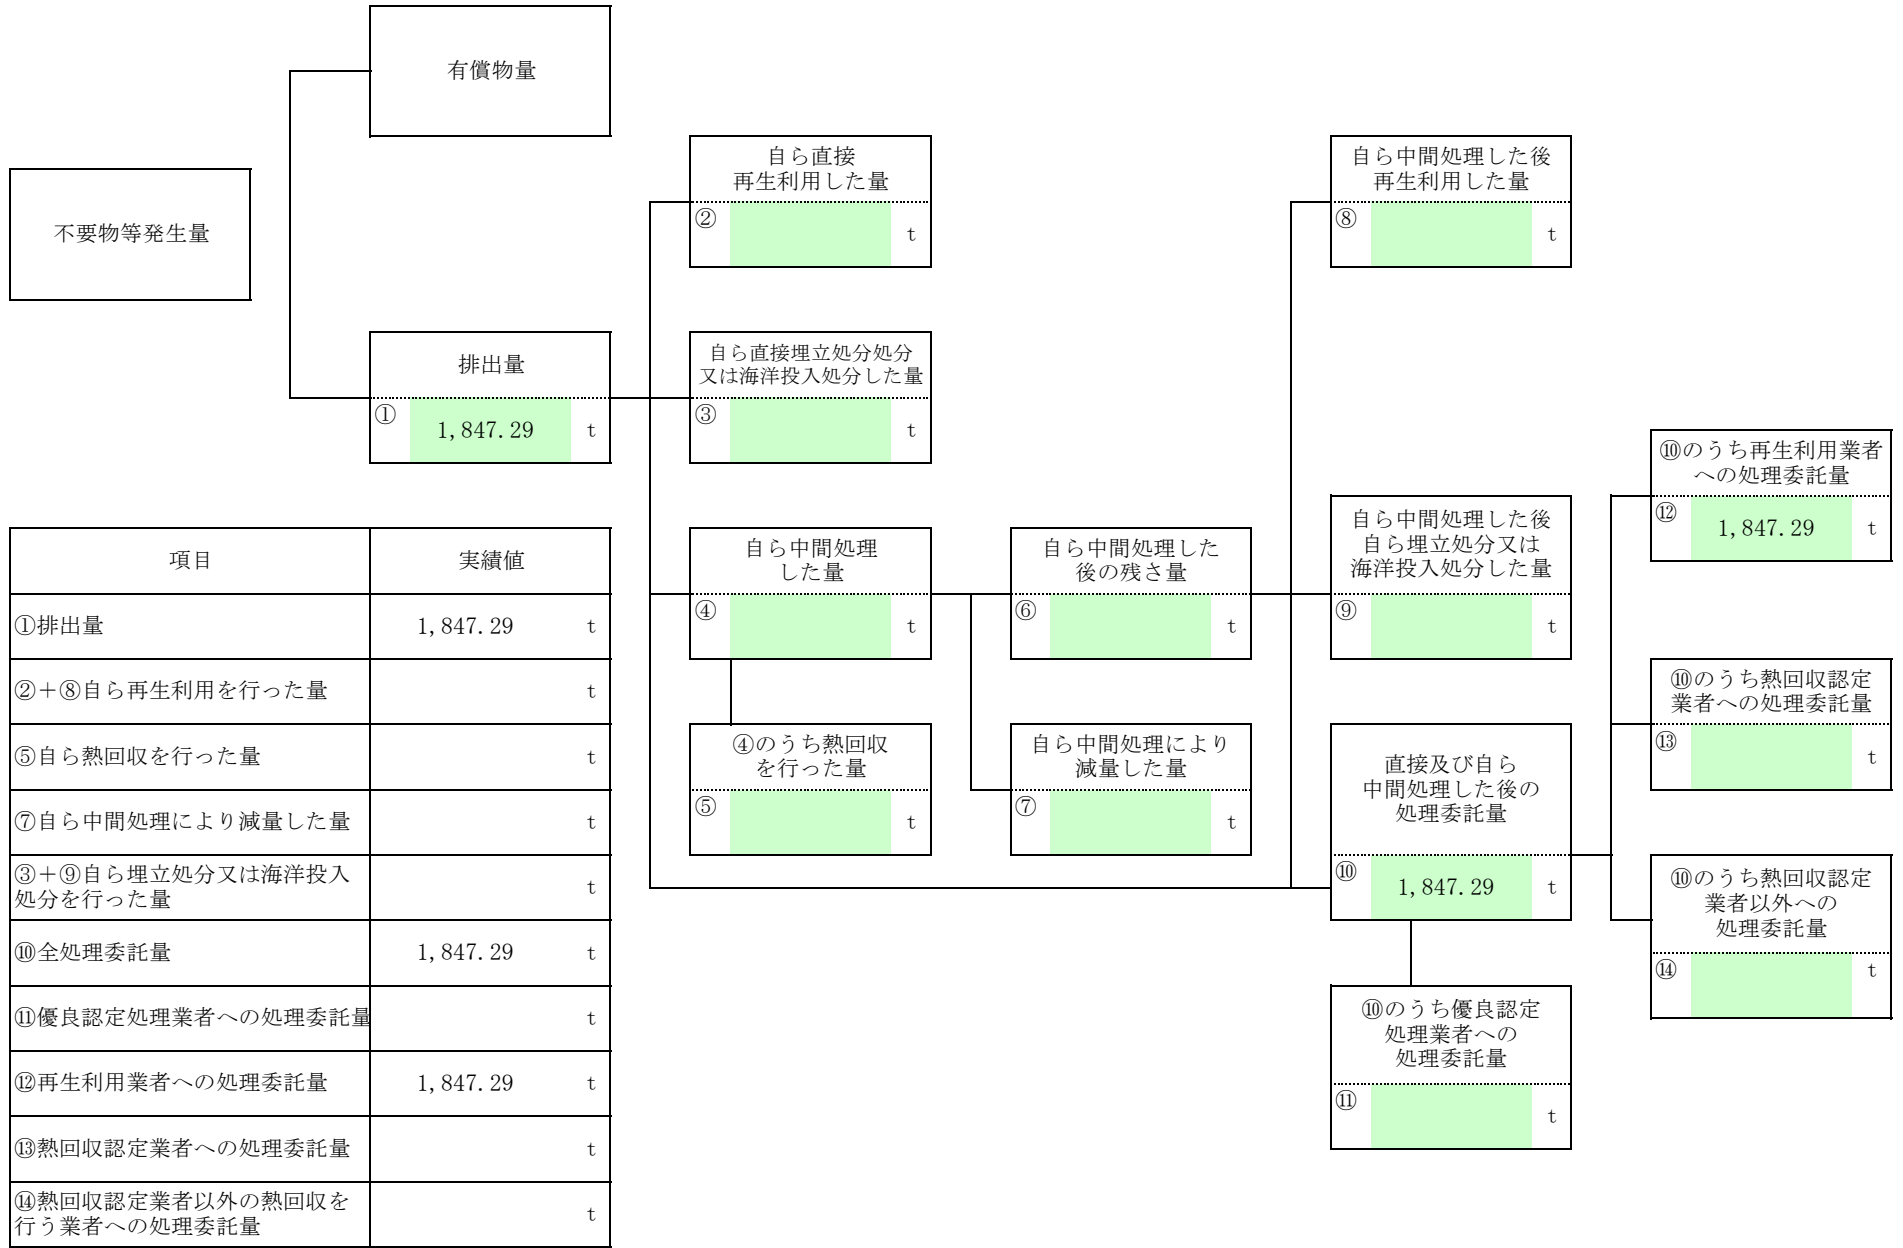 有償物量
不要物等発生量
排出量
①
1,847.29
t
自ら直接
再生利用した量
②
t
自ら直接埋立処分処分
又は海洋投入処分した量
③
t
自ら中間処理
した量
④
t
④のうち熱回収
を行った量
⑤
t
自ら中間処理した
後の残さ量
⑥
t
自ら中間処理により
減量した量
⑦
t
自ら中間処理した後
再生利用した量
⑧
t
自ら中間処理した後
自ら埋立処分又は
海洋投入処分した量
⑨
t
直接及び自ら
中間処理した後の
処理委託量
⑩
1,847.29
t
⑩のうち優良認定
処理業者への
処理委託量
⑪
t
⑩のうち再生利用業者
への処理委託量
⑫
1,847.29
t
⑩のうち熱回収認定
業者への処理委託量
⑬
t
⑩のうち熱回収認定
業者以外への
処理委託量
⑭
t
項目 実績値
①排出量 1,847.29 t
②＋⑧自ら再生利用を行った量 t
⑤自ら熱回収を行った量 t
⑦自ら中間処理により減量した量 t
③＋⑨自ら埋立処分又は海洋投入
処分を行った量 t
⑩全処理委託量 1,847.29 t
⑪優良認定処理業者への処理委託量 t
⑫再生利用業者への処理委託量 1,847.29 t
⑬熱回収認定業者への処理委託量 t
⑭熱回収認定業者以外の熱回収を
行う業者への処理委託量 t